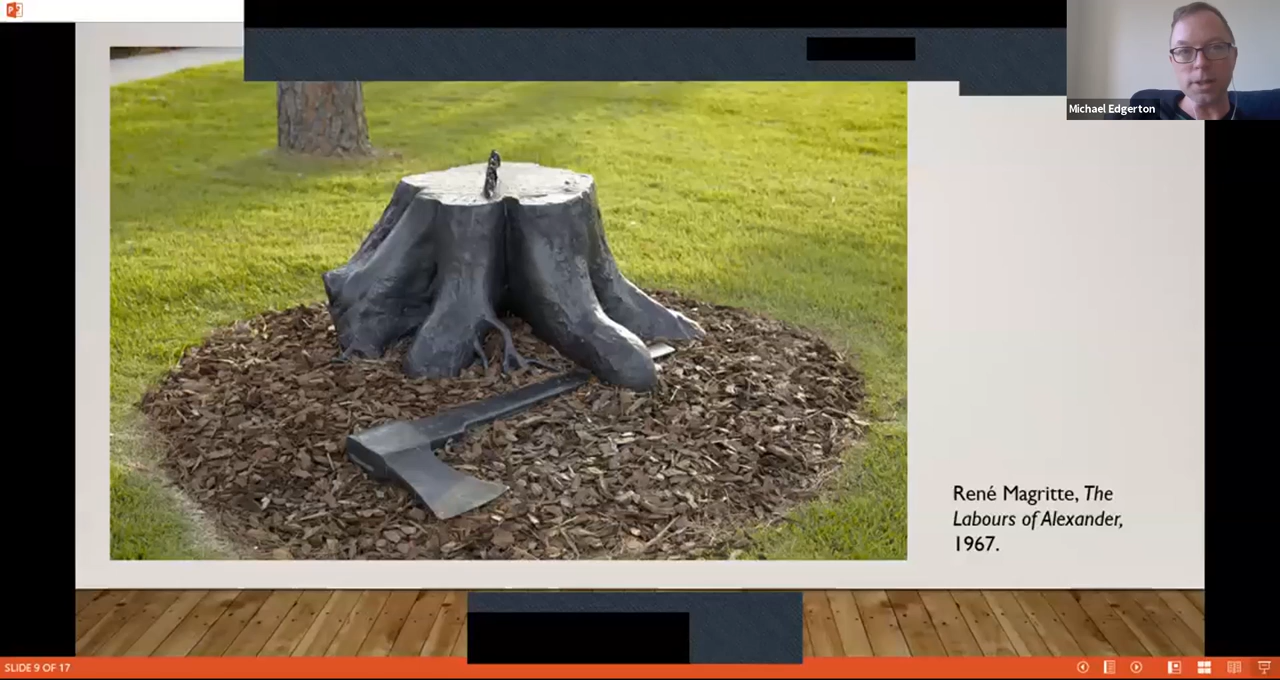 Michael Edgerton
René Magritte, The
Labours of Alexander,
1967.
SLIDE 9 OF 17